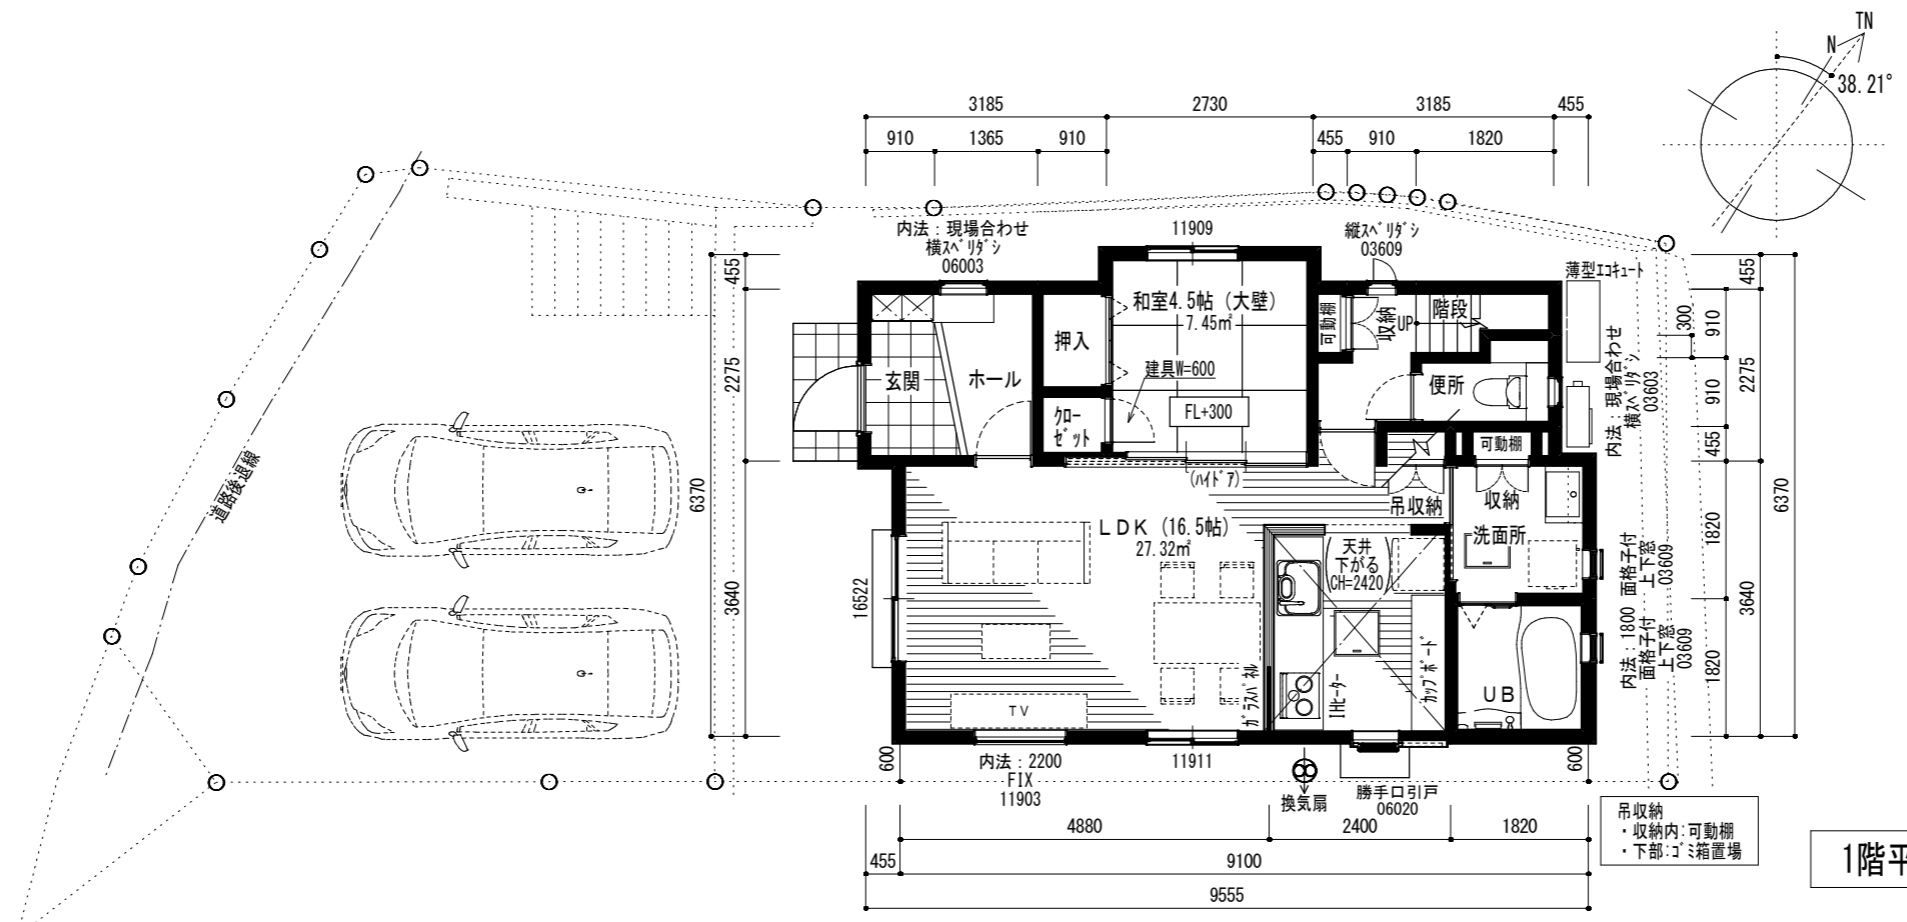 TN
N
38.21°
3185
2730
3185
455
910
1365
910
455
910
1820
内法：現場合わせ
横スベリダシ
06003
11909
縦スベリダシ
03609
薄型エコキュート
455
2275
6370
3640
和室4.5帖（大壁）
7.45㎡
可動棚
収納
UP
階段
押入
建具W=600
玄関
ホール
便所
クローゼット
FL+300
可動棚
(ハイドア)
吊収納
収納
洗面所
LDK（16.5帖）
27.32㎡
天井
下がる
CH=2420
TV
ガラスパネル
IHヒーター
カップボード
UB
道路後退線
16522
内法：現場合わせ
横スベリダシ
03603
300
910
910
455
1820
1820
455
2275
3640
6370
面格子付
上下窓
03609
内法：1800
面格子付
上下窓
03609
600
内法：2200
FIX
11903
11911
換気扇
勝手口引戸
06020
600
4880
2400
1820
455
9100
9555
吊収納
・収納内:可動棚
・下部:ゴミ箱置場
1階平